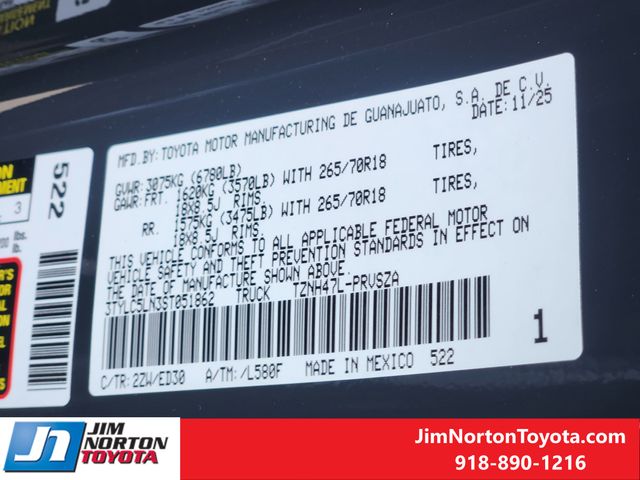 MFD.BY: TOYOTA MOTOR MANUFACTURING DE GUANAJUATO, S.A. DE C.V.
DATE: 11/25
GVWR: 3075KG (6780LB)
GAWR: FRT. 1620KG (3570LB) WITH 265/70R18 TIRES,
18X8.5J RIMS,
RR. 1575KG (3475LB) WITH 265/70R18 TIRES,
18X8.5J RIMS.
THIS VEHICLE CONFORMS TO ALL APPLICABLE FEDERAL MOTOR
VEHICLE SAFETY AND THEFT PREVENTION STANDARDS IN EFFECT ON
THE DATE OF MANUFACTURE SHOWN ABOVE.
3TYLC5LN3ST051862 TRUCK TZNH47L-PRVSZA
1
C/TR: 2ZW/ED30 A/TM: /L580F MADE IN MEXICO 522
522
3
lbs.
lb.
JIM
NORTON
TOYOTA
JimNortonToyota.com
918-890-1216